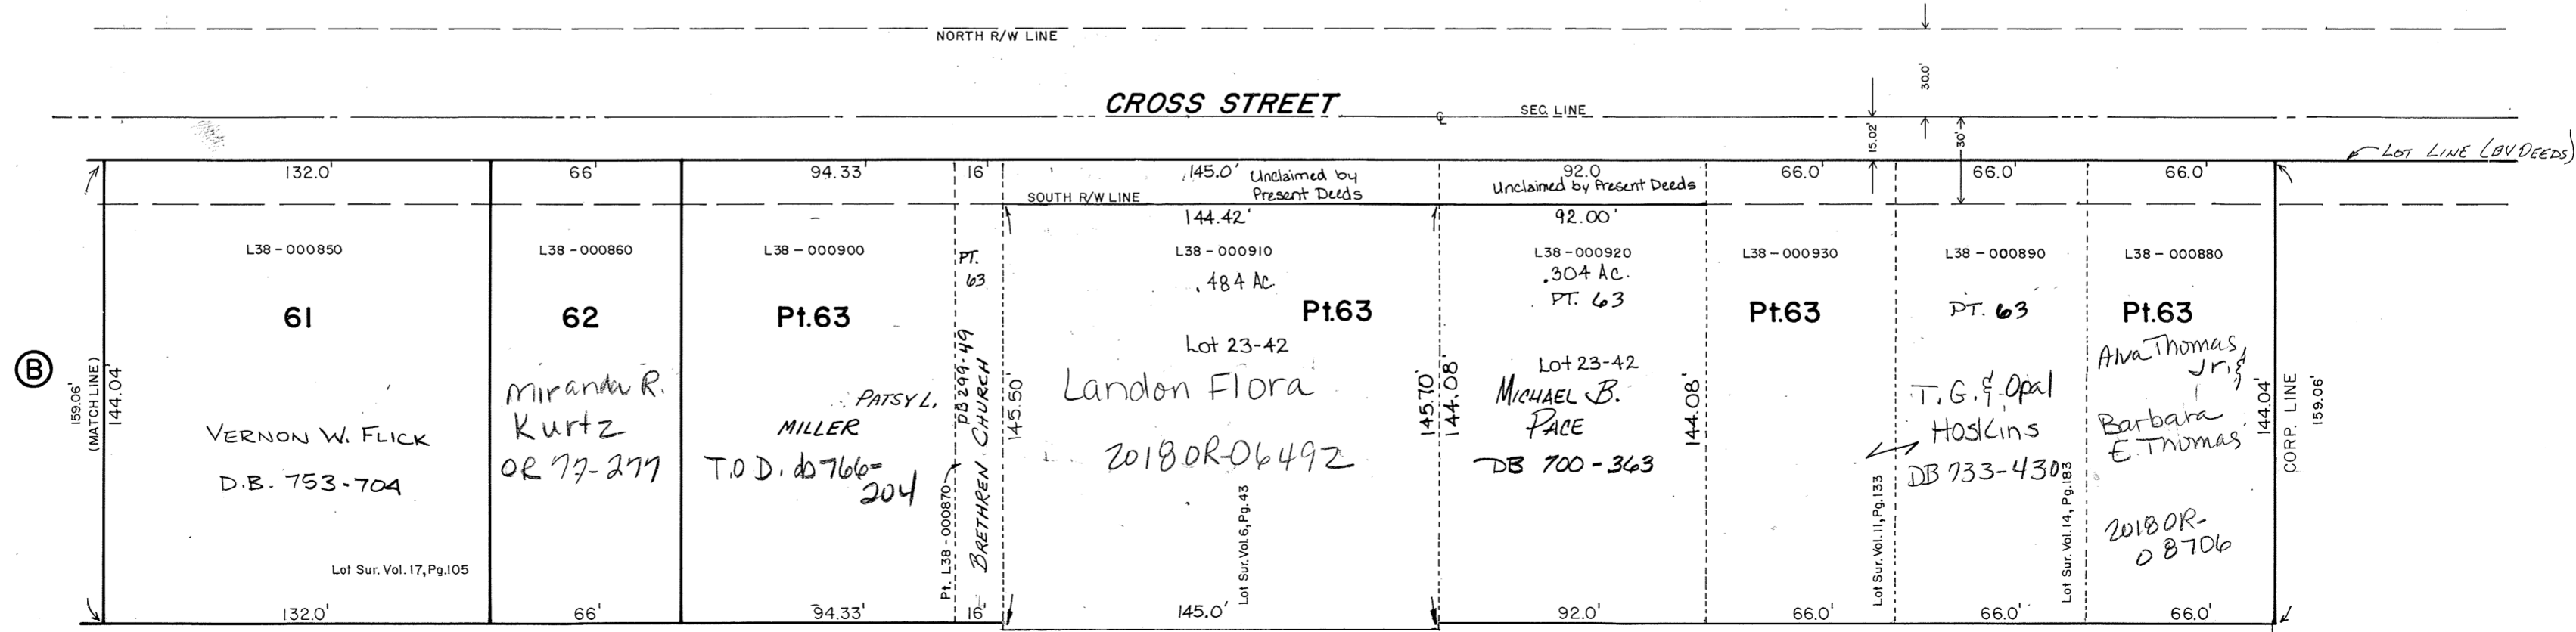 NORTH R/W LINE
30.0'
CROSS STREET
SEC. LINE
℄
15.02'
30'
LOT LINE (BY DEEDS)
132.0'
66'
94.33'
16'
145.0'
Unclaimed by
Present Deeds
92.0
Unclaimed by Present Deeds
66.0'
66.0'
66.0'
SOUTH R/W LINE
144.42'
92.00'
L38-000850
61
VERNON W. FLICK
D.B. 753-704
Lot Sur. Vol. 17, Pg. 105
132.0'
B
159.06'
(MATCH LINE)
144.04'
L38-000860
62
Miranda R.
Kurtz
OR 77-277
66'
L38-000900
Pt.63
PATSY L.
MILLER
T.O.D. db 766-
204
94.33'
PT.
63
DB 299-49
BRETHREN CHURCH
Pt. L38-000870
16'
145.50'
L38-000910
.484 AC.
Pt.63
Lot 23-42
Landon Flora
2018OR-06492
Lot Sur. Vol. 6, Pg. 43
145.0'
145.70'
144.08'
L38-000920
.304 AC.
PT. 63
Lot 23-42
MICHAEL B.
PACE
DB 700-363
92.0'
144.08'
L38-000930
Pt.63
Lot Sur. Vol. 11, Pg. 133
66.0'
L38-000890
PT. 63
T.G. & Opal
Hoskins
DB 733-430
Lot Sur. Vol. 14, Pg. 183
66.0'
L38-000880
Pt.63
Alva Thomas,
Jr. &
Barbara
E. Thomas
2018OR-
08706
66.0'
144.04'
CORP. LINE
159.06'